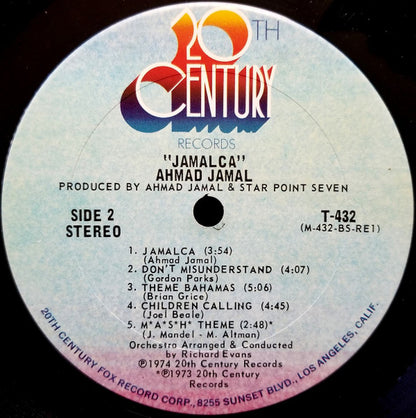 20TH
CENTURY
RECORDS
"JAMALCA"
AHMAD JAMAL
PRODUCED BY AHMAD JAMAL & STAR POINT SEVEN
SIDE 2
STEREO
T-432
(M-432-BS-RE1)
1. JAMALCA (3:54)
(Ahmad Jamal)
2. DON'T MISUNDERSTAND (4:07)
(Gordon Parks)
3. THEME BAHAMAS (5:06)
(Brian Grice)
4. CHILDREN CALLING (4:45)
(Joel Beale)
5. M*A*S*H* THEME (2:48)*
(J. Mandel - M. Altman)
Orchestra Arranged & Conducted
by Richard Evans
℗1974 20th Century Records
*℗1973 20th Century
Records
20TH CENTURY FOX RECORD CORP., 8255 SUNSET BLVD., LOS ANGELES, CALIF.